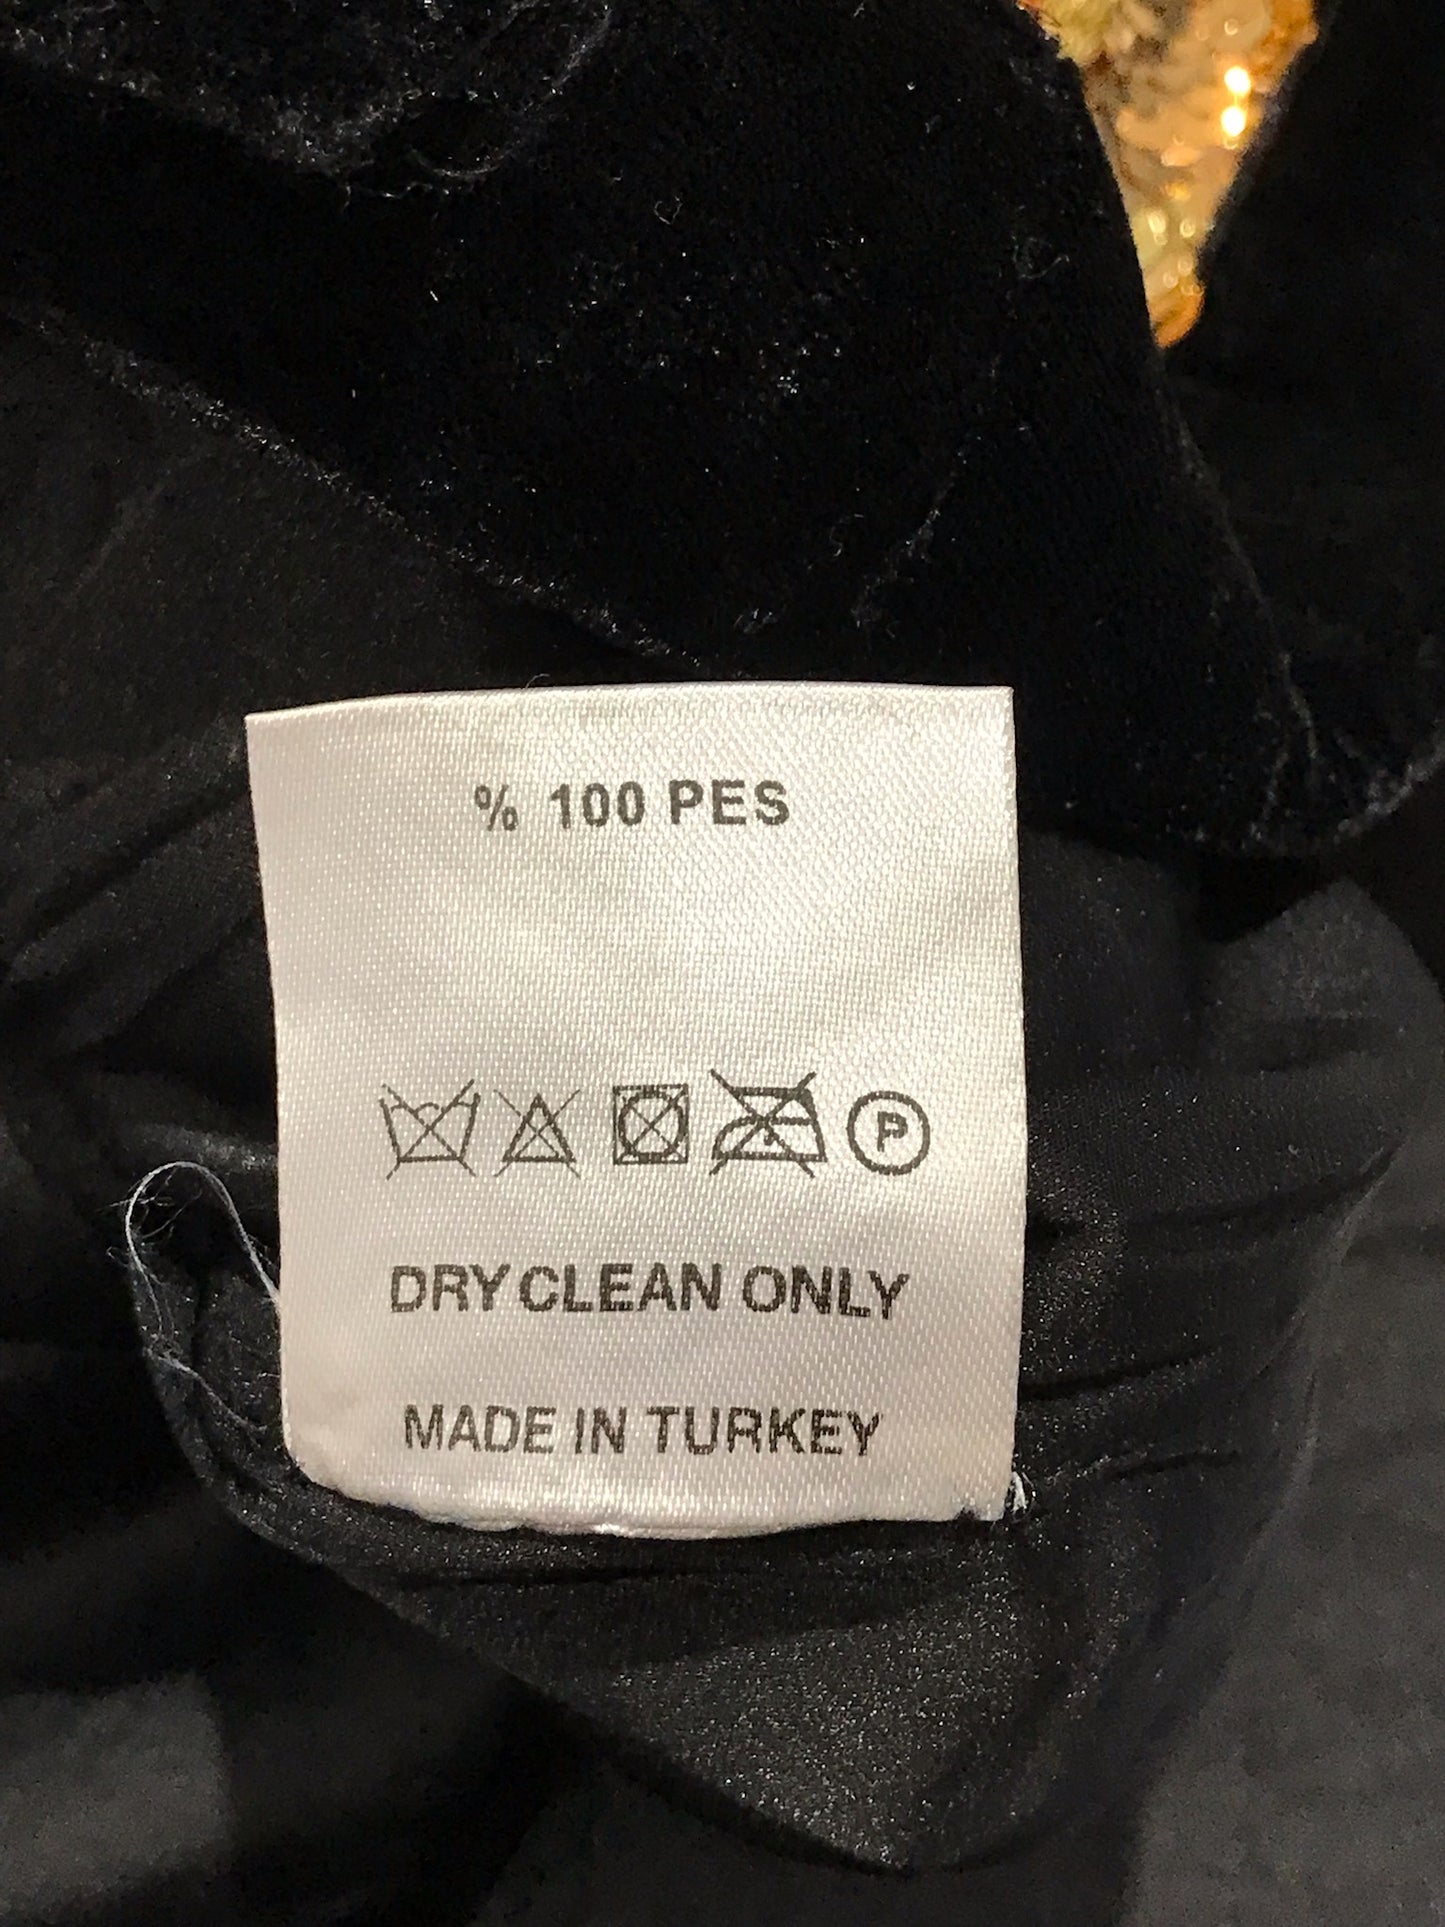 % 100 PES
P
DRY CLEAN ONLY
MADE IN TURKEY